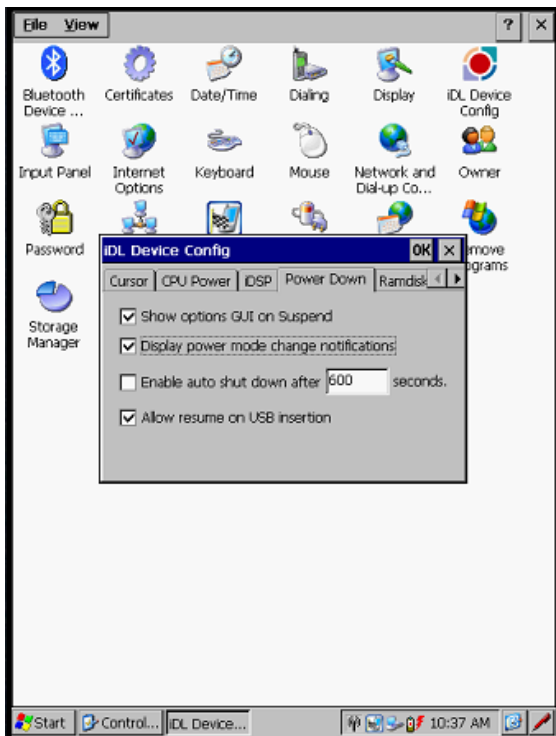 File View ? ×
Bluetooth Device ...
Certificates
Date/Time
Dialing
Display
iDL Device Config
Input Panel
Internet Options
Keyboard
Mouse
Network and Dial-up Co...
Owner
Password
Storage Manager
iDL Device Config OK ×
Cursor CPU Power iDSP Power Down Ramdisk
Show options GUI on Suspend
Display power mode change notifications
Enable auto shut down after 600 seconds.
Allow resume on USB insertion
Start Control... iDL Device... 10:37 AM